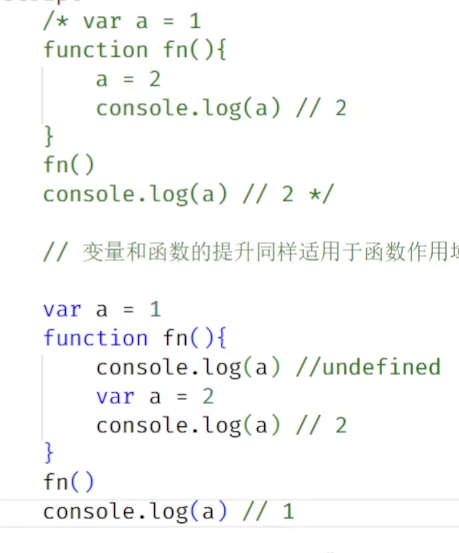 /* var a = 1
function fn(){
a = 2
console.log(a) // 2
}
fn()
console.log(a) // 2 */
// 变量和函数的提升同样适用于函数作用域
var a = 1
function fn(){
console.log(a) //undefined
var a = 2
console.log(a) // 2
}
fn()
console.log(a) // 1